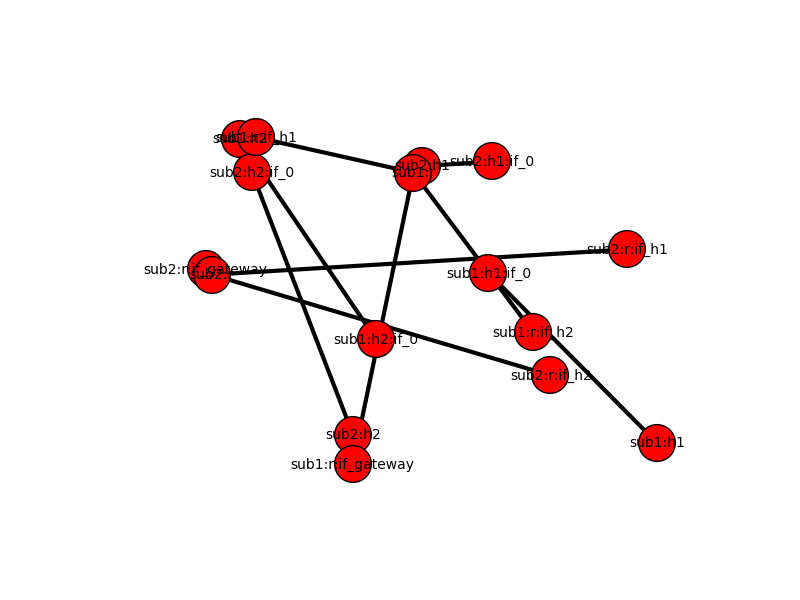 sub1:h2
sub1:r:if_h1
sub2:h2:if_0
sub2:h1
sub1:r
sub2:h1:if_0
sub2:r:if_h1
sub2:r:if_gateway
sub2:r
sub1:h1:if_0
sub1:r:if_h2
sub1:h2:if_0
sub2:r:if_h2
sub2:h2
sub1:h1
sub1:r:if_gateway